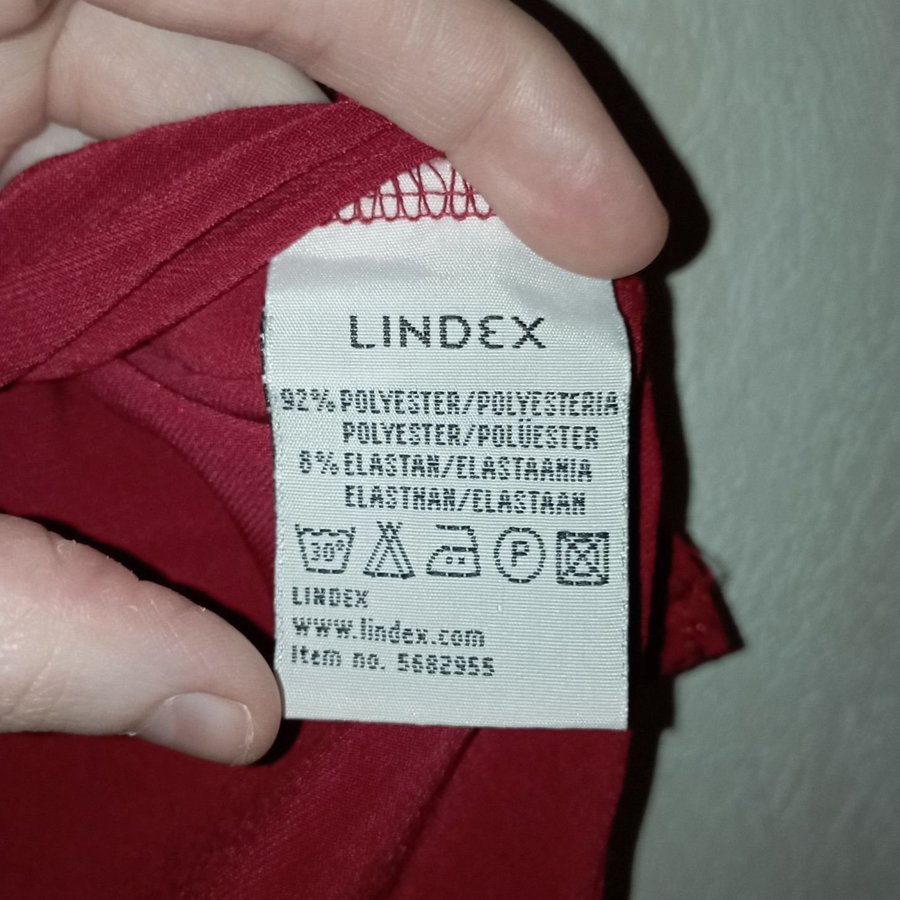 LINDEX
92% POLYESTER/POLYESTERIA
POLYESTER/POLÜESTER
8% ELASTAN/ELASTAANIA
ELASTHAN/ELASTAAN
30° P
LINDEX
www.lindex.com
Item no. 5682955